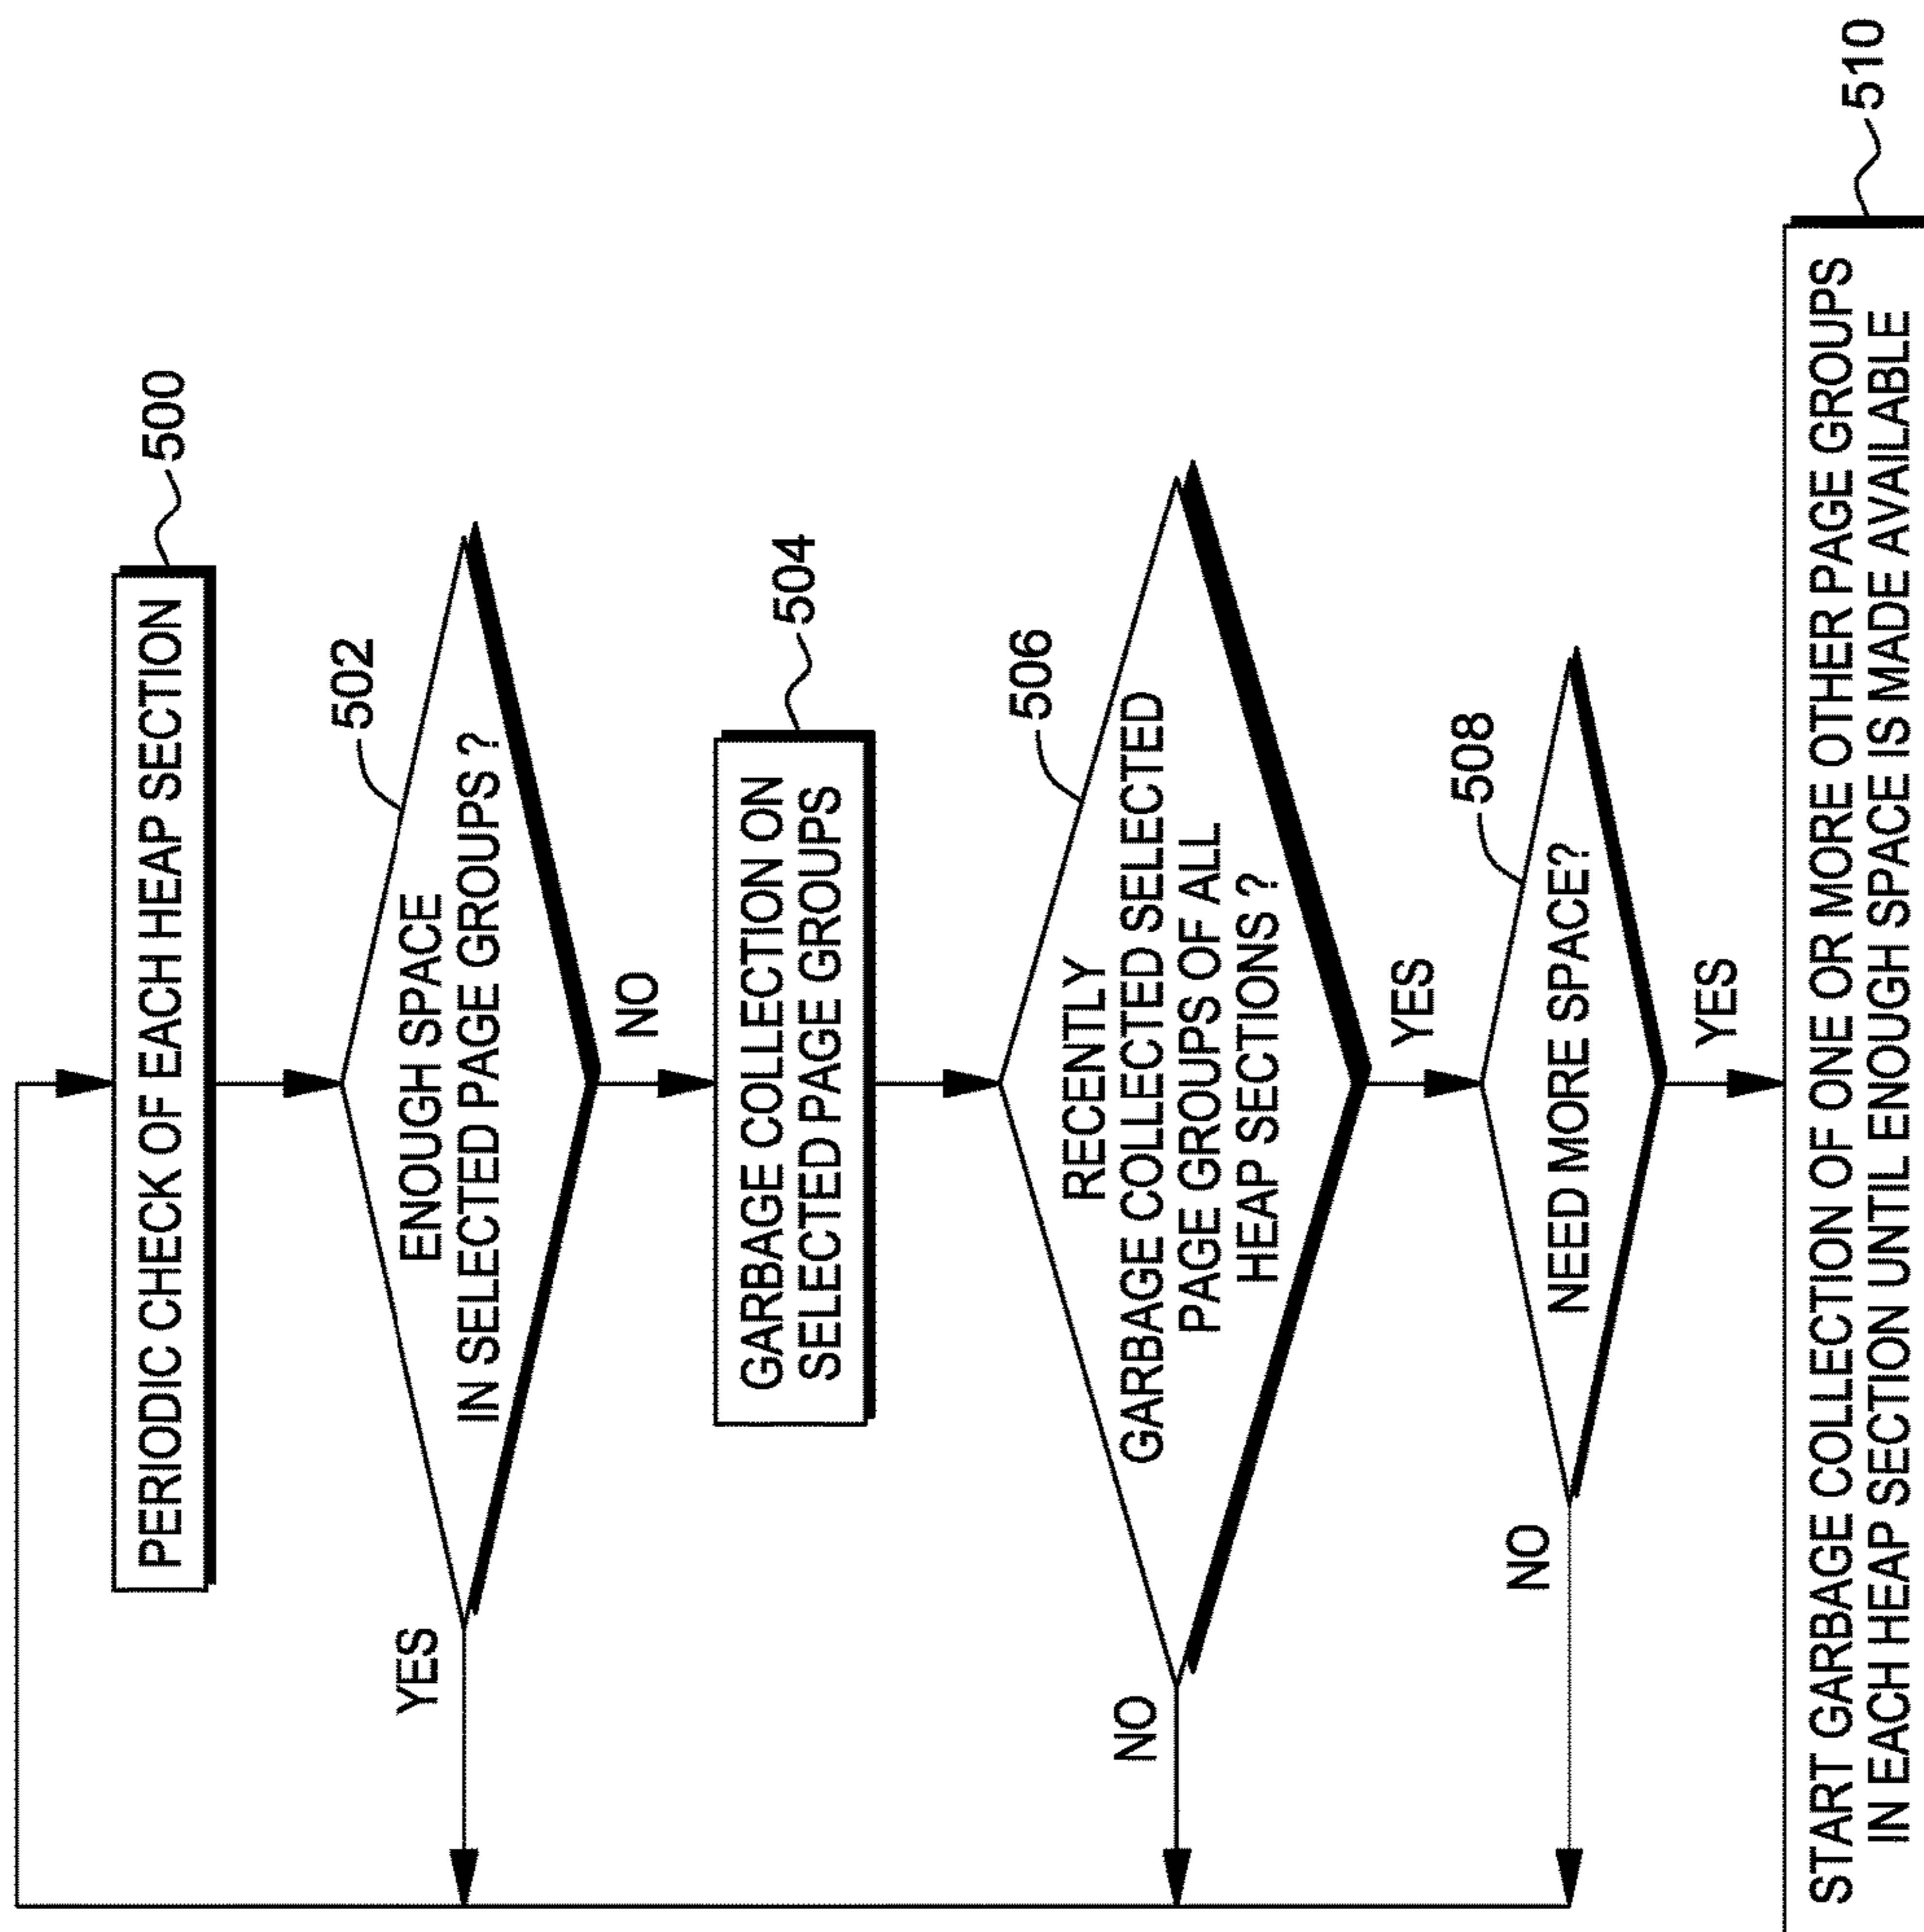 PERIODIC CHECK OF EACH HEAP SECTION
500
502
ENOUGH SPACE
IN SELECTED PAGE GROUPS ?
YES
NO
504
GARBAGE COLLECTION ON
SELECTED PAGE GROUPS
506
RECENTLY
GARBAGE COLLECTED SELECTED
PAGE GROUPS OF ALL
HEAP SECTIONS ?
NO
YES
508
NEED MORE SPACE?
NO
YES
510
START GARBAGE COLLECTION OF ONE OR MORE OTHER PAGE GROUPS
IN EACH HEAP SECTION UNTIL ENOUGH SPACE IS MADE AVAILABLE